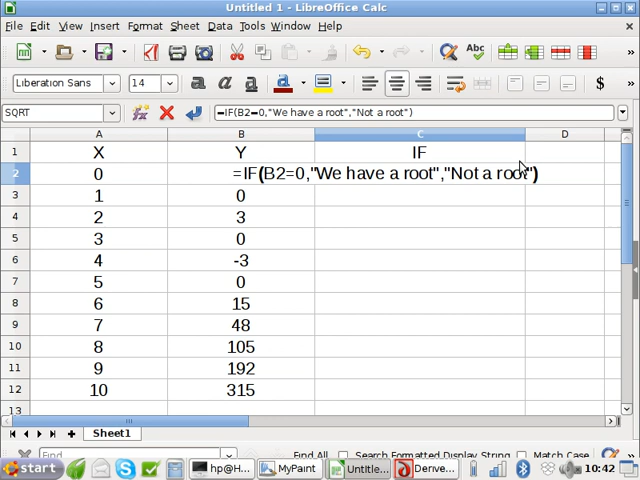 Untitled 1 - LibreOffice Calc
File Edit View Insert Format Sheet Data Tools Window Help
Liberation Sans 14 a a a $
SQRT =IF(B2=0,"We have a root","Not a root")
A B C D
1 X Y IF
2 0 =IF(B2=0,"We have a root","Not a root")
3 1 0
4 2 3
5 3 0
6 4 -3
7 5 0
8 6 15
9 7 48
10 8 105
11 9 192
12 10 315
13
Sheet1
Find Find All Search Formatted Display String Match Case
start hp@H... MyPaint Untitle... Derive... 10:42